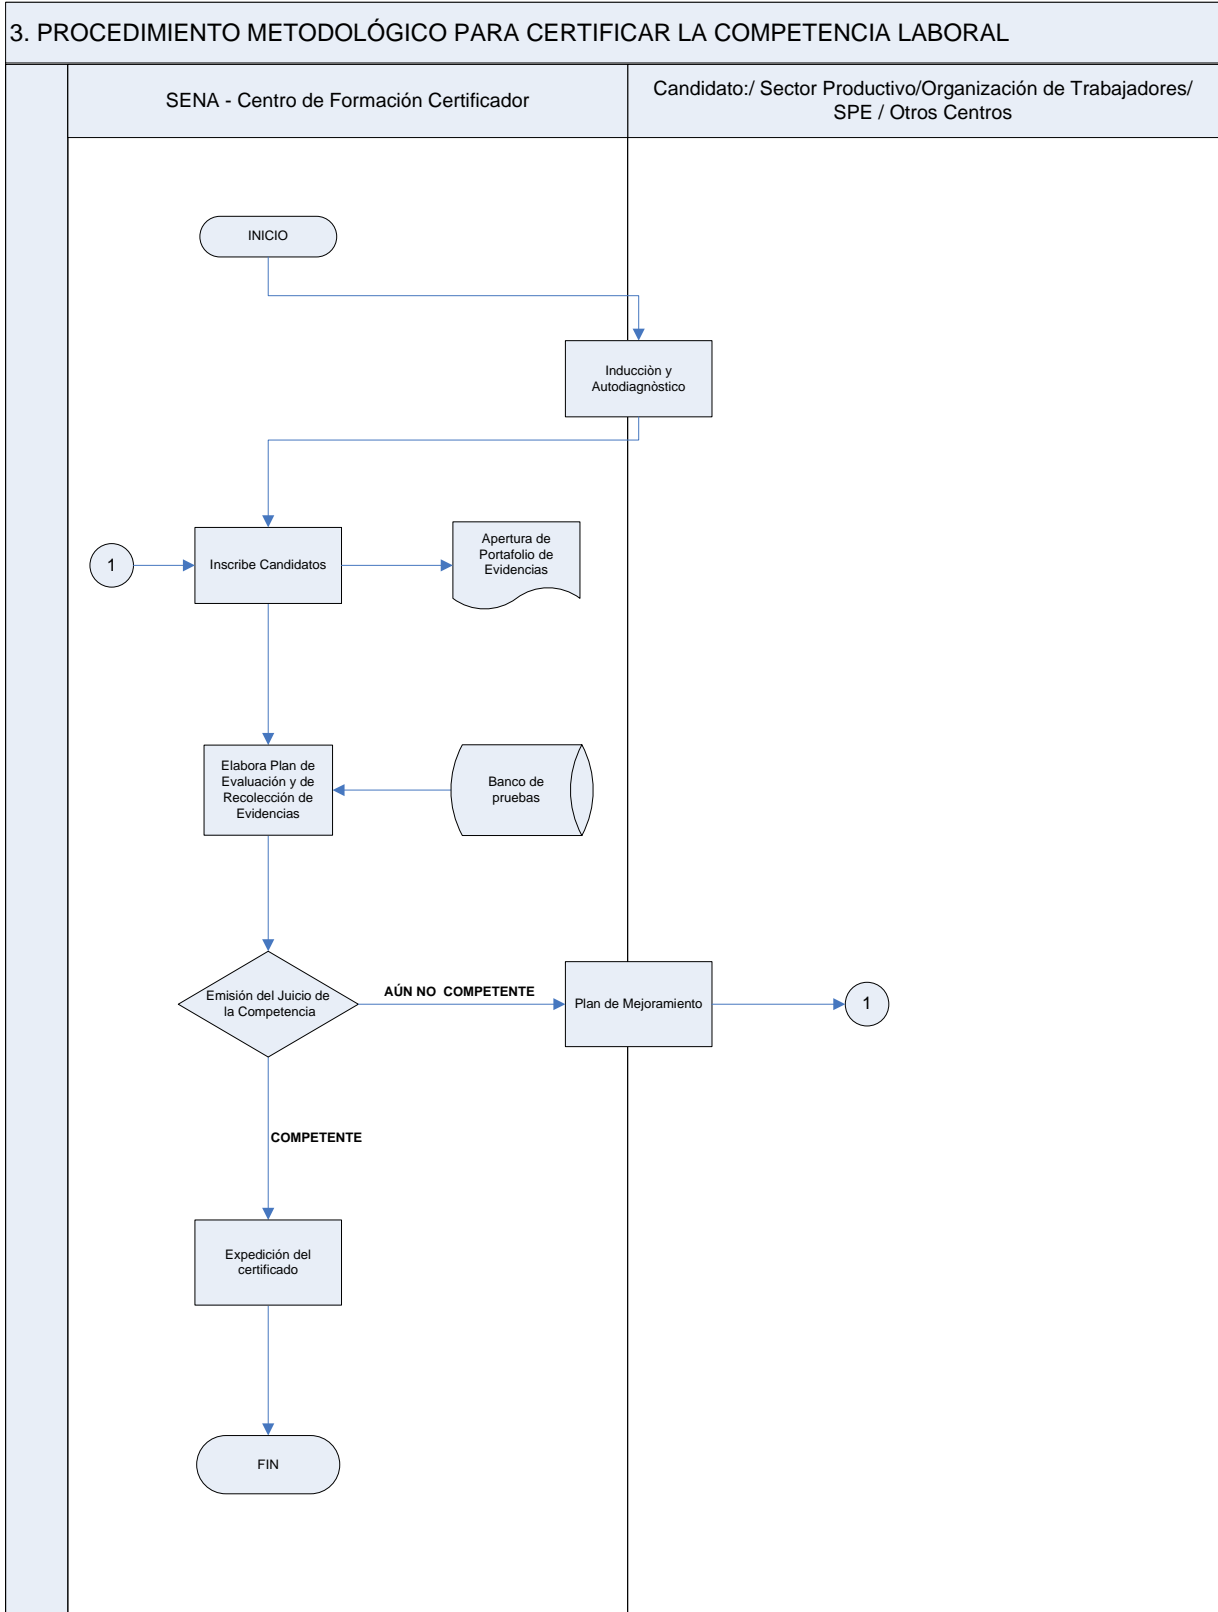 3. PROCEDIMIENTO METODOLÓGICO PARA CERTIFICAR LA COMPETENCIA LABORAL
SENA - Centro de Formación Certificador
Candidato:/ Sector Productivo/Organización de Trabajadores/
SPE / Otros Centros
INICIO
Inducciòn y
Autodiagnòstico
1
Inscribe Candidatos
Apertura de
Portafolio de
Evidencias
Elabora Plan de
Evaluación y de
Recolección de
Evidencias
Banco de
pruebas
Emisión del Juicio de
la Competencia
AÚN NO  COMPETENTE
Plan de Mejoramiento
1
COMPETENTE
Expedición del
certificado
FIN